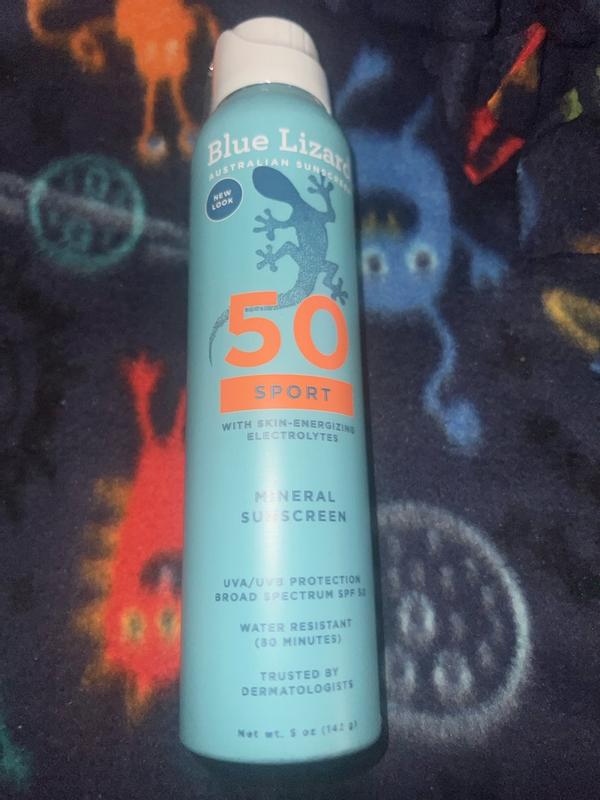 Blue Lizard
AUSTRALIAN SUNSCREEN
NEW
LOOK
50
SPORT
WITH SKIN-ENERGIZING
ELECTROLYTES
MINERAL
SUNSCREEN
UVA/UVB PROTECTION
BROAD SPECTRUM SPF 50
WATER RESISTANT
(80 MINUTES)
TRUSTED BY
DERMATOLOGISTS
Net wt. 5 oz (142 g)